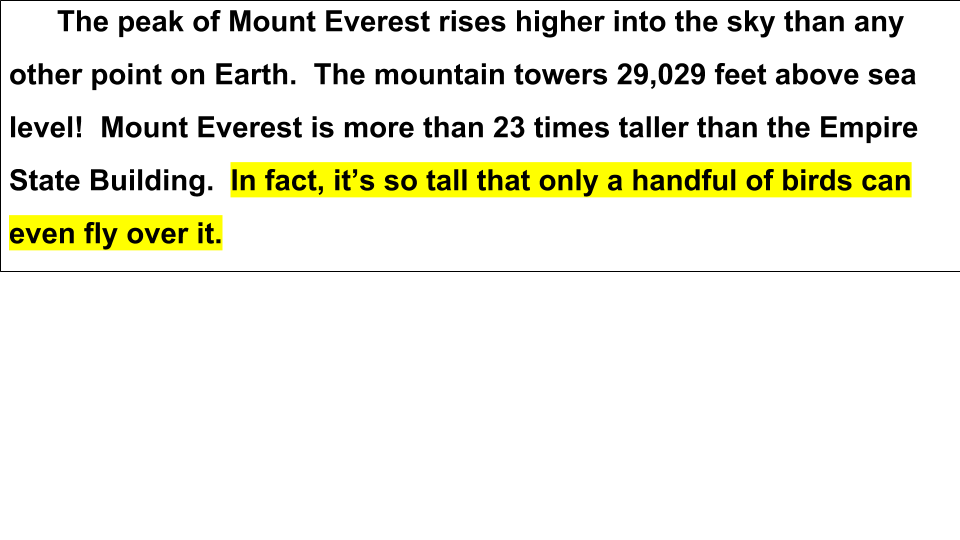 The peak of Mount Everest rises higher into the sky than any
other point on Earth.  The mountain towers 29,029 feet above sea
level!  Mount Everest is more than 23 times taller than the Empire
State Building.  In fact, it’s so tall that only a handful of birds can
even fly over it.